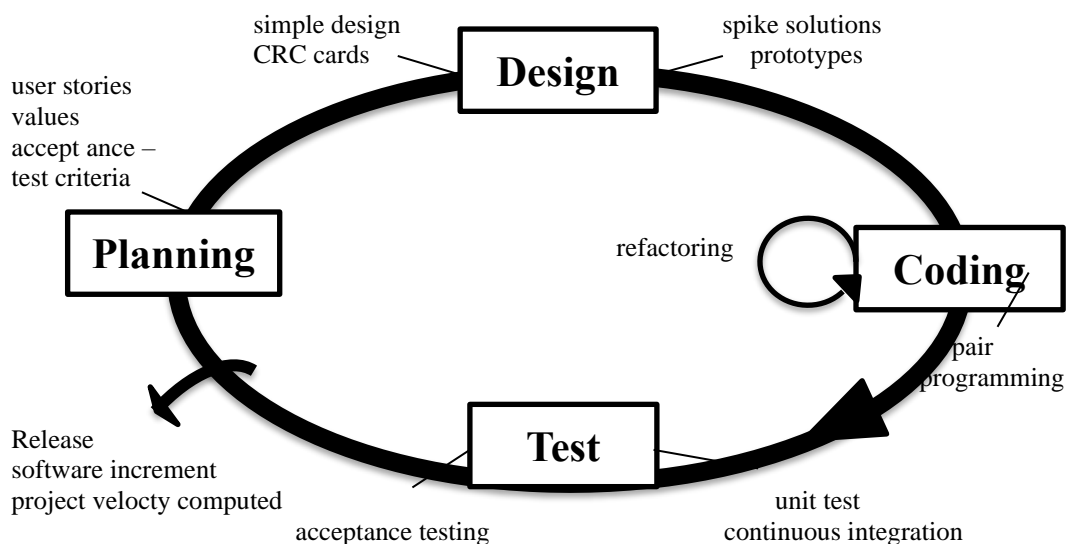 simple design
CRC cards
spike solutions
prototypes
Design
user stories
values
accept ance –
test criteria
Planning
refactoring
Coding
pair
programming
Test
Release
software increment
project velocty computed
acceptance testing
unit test
continuous integration